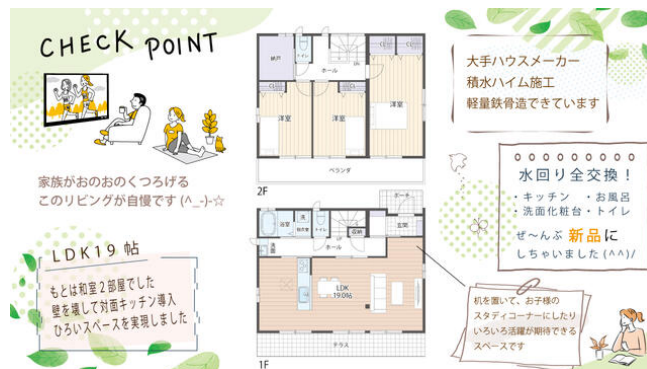 CHECK POINT
家族がおのおのくつろげる
このリビングが自慢です (^_-)-☆
LDK19 帖
もとは和室２部屋でした
壁を壊して対面キッチン導入
ひろいスペースを実現しました
納戸
トイレ
ホール
洋室
洋室
洋室
ベランダ
2F
ポーチ
浴室
洗
脱衣室
トイレ
収納
玄関
洗面
ホール
LDK
19.0帖
テラス
1F
大手ハウスメーカー
積水ハイム施工
軽量鉄骨造できています
水回り全交換！
・キッチン ・お風呂
・洗面化粧台・トイレ
ぜ～んぶ 新品に
しちゃいました (^^)/
机を置いて、お子様の
スタディコーナーにしたり
いろいろ活躍が期待できる
スペースです